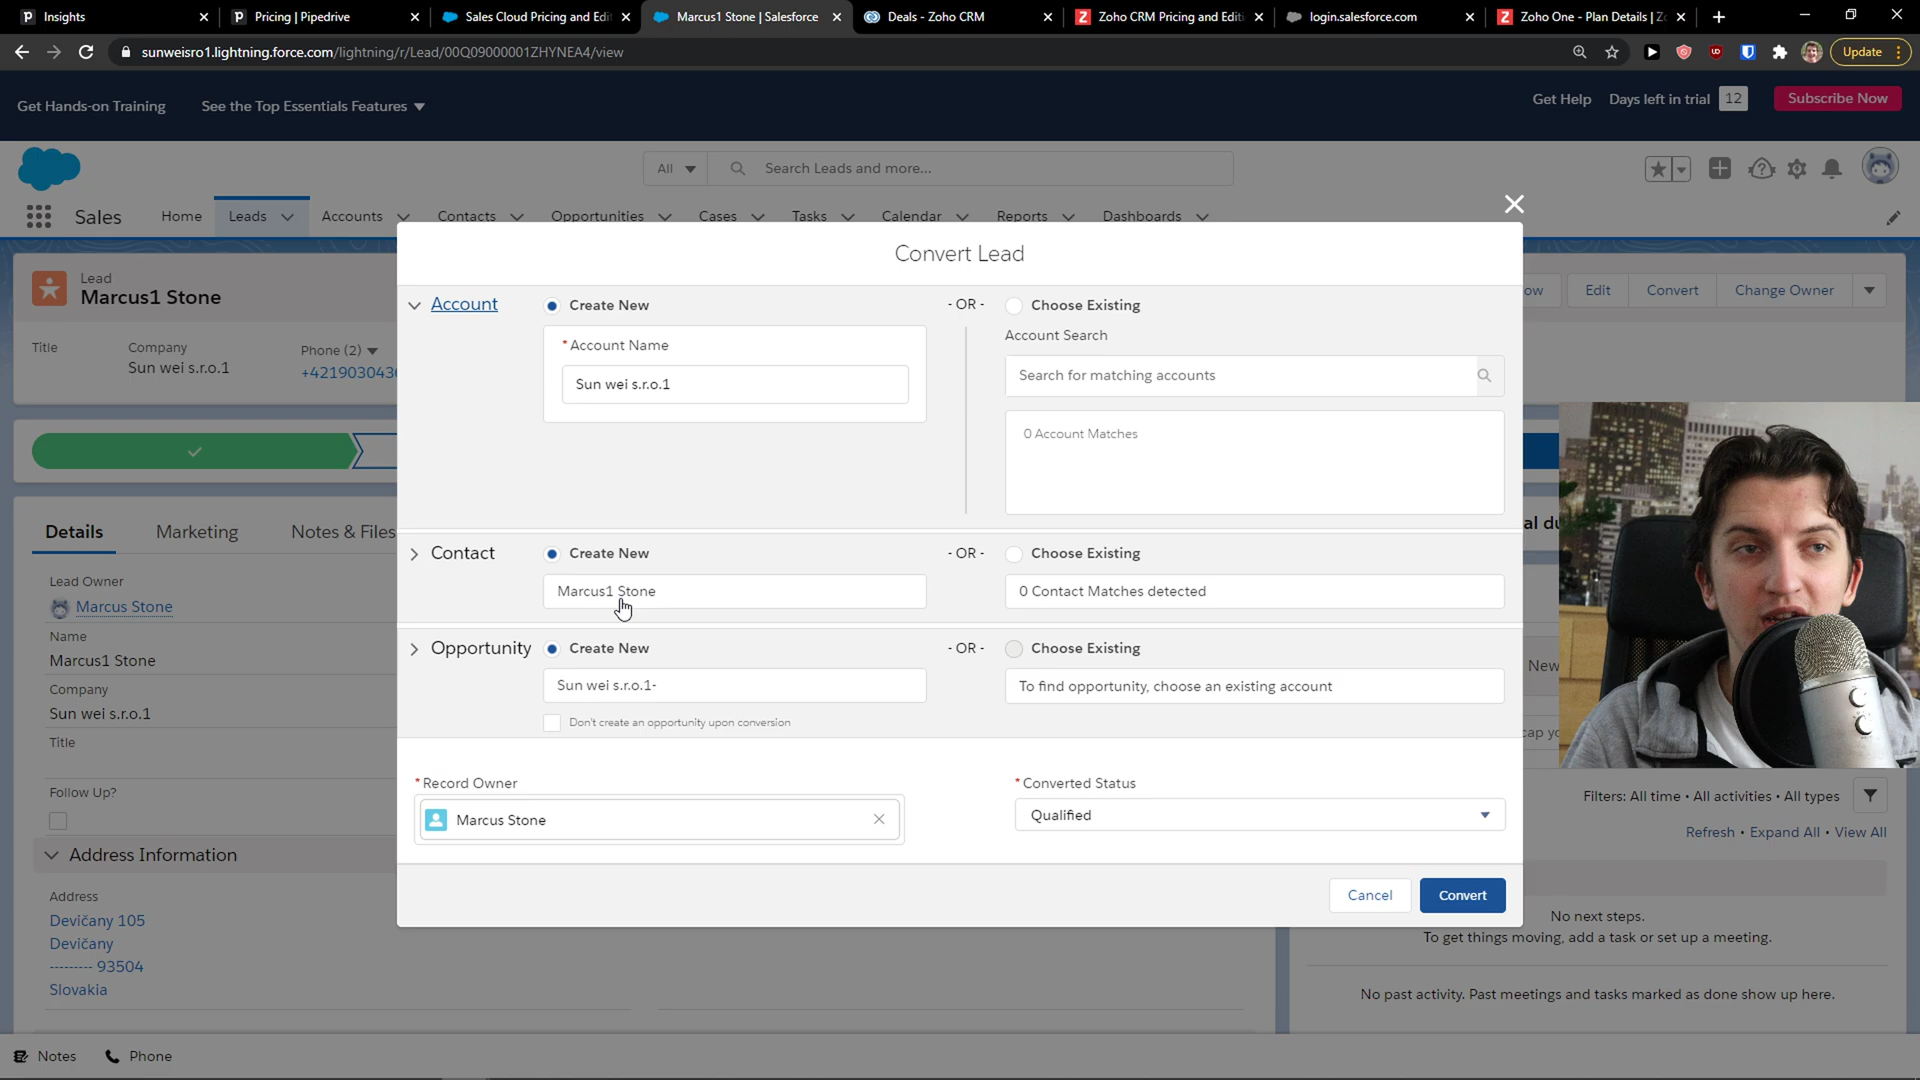 Insights
Pricing | Pipedrive
Sales Cloud Pricing and Edit
Marcus1 Stone | Salesforce
Deals - Zoho CRM
Zoho CRM Pricing and Editi
login.salesforce.com
Zoho One - Plan Details | Z
sunweisro1.lightning.force.com/lightning/r/Lead/00Q09000001ZHYNEA4/view
Update
Get Hands-on Training
See the Top Essentials Features
Get Help
Days left in trial
12
Subscribe Now
All
Search Leads and more...
Sales
Home
Leads
Accounts
Contacts
Opportunities
Cases
Tasks
Calendar
Reports
Dashboards
Convert Lead
Lead
Marcus1 Stone
ow
Edit
Convert
Change Owner
Title
Company
Sun wei s.r.o.1
Phone (2)
+4219030436
Account
Create New
- OR -
Choose Existing
* Account Name
Sun wei s.r.o.1
Account Search
Search for matching accounts
0 Account Matches
Details
Marketing
Notes & Files
Contact
Create New
- OR -
Choose Existing
Marcus1 Stone
0 Contact Matches detected
Opportunity
Create New
- OR -
Choose Existing
Sun wei s.r.o.1-
To find opportunity, choose an existing account
Don't create an opportunity upon conversion
Lead Owner
Marcus Stone
Name
Marcus1 Stone
Company
Sun wei s.r.o.1
Title
Follow Up?
Address Information
Address
Devičany 105
Devičany
--------- 93504
Slovakia
* Record Owner
Marcus Stone
* Converted Status
Qualified
Cancel
Convert
New
Filters: All time • All activities • All types
Refresh • Expand All • View All
No next steps.
To get things moving, add a task or set up a meeting.
No past activity. Past meetings and tasks marked as done show up here.
Notes
Phone